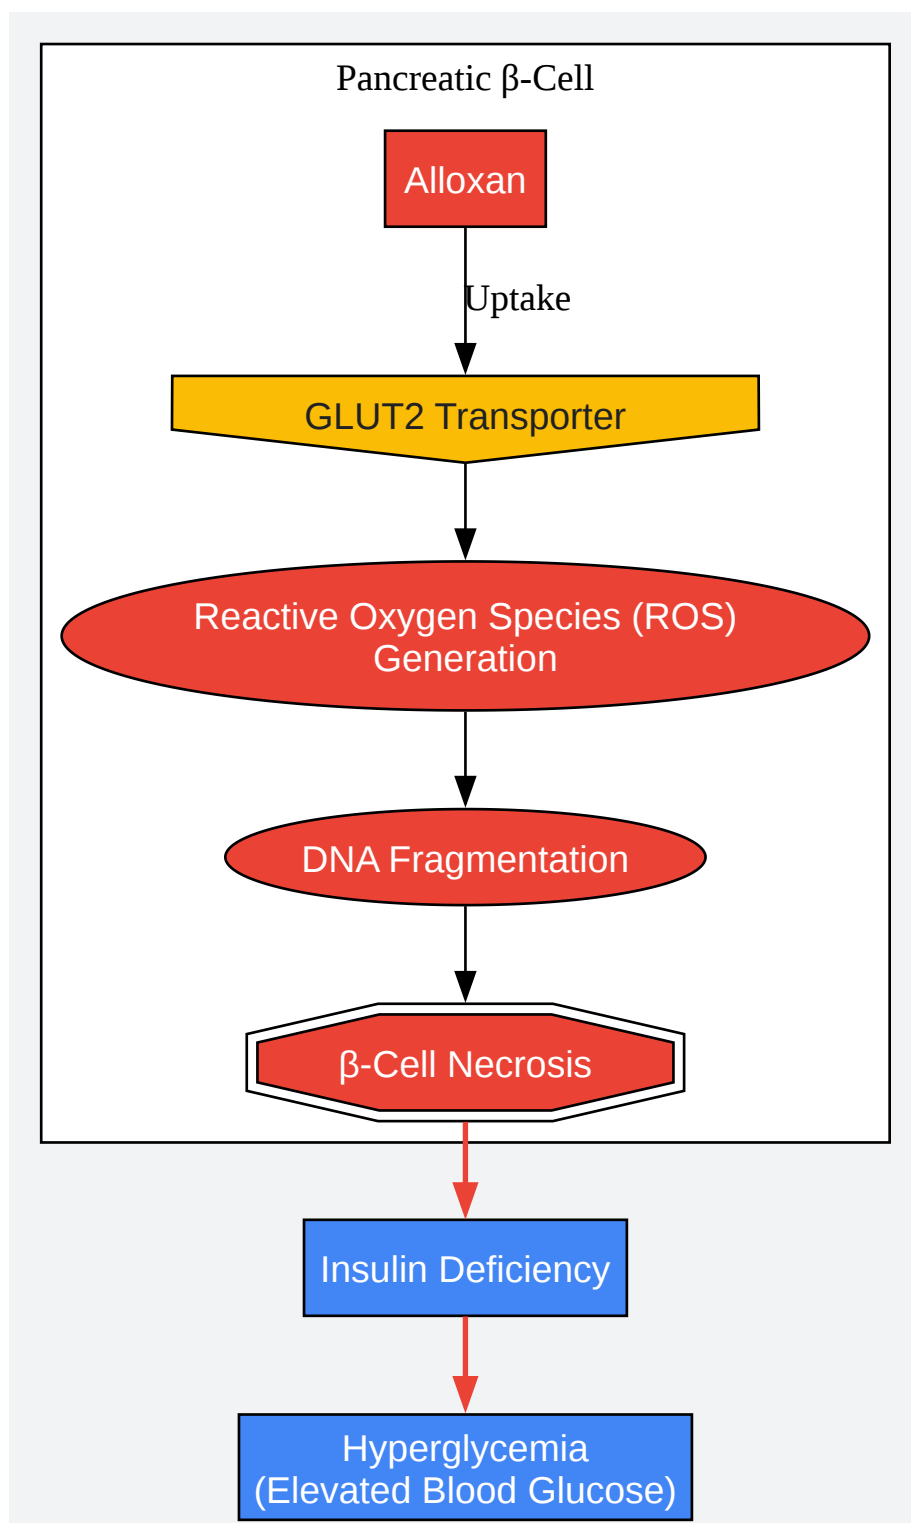 Pancreatic β-Cell
Alloxan
Uptake
GLUT2 Transporter
Reactive Oxygen Species (ROS)
Generation
DNA Fragmentation
β-Cell Necrosis
Insulin Deficiency
Hyperglycemia
(Elevated Blood Glucose)